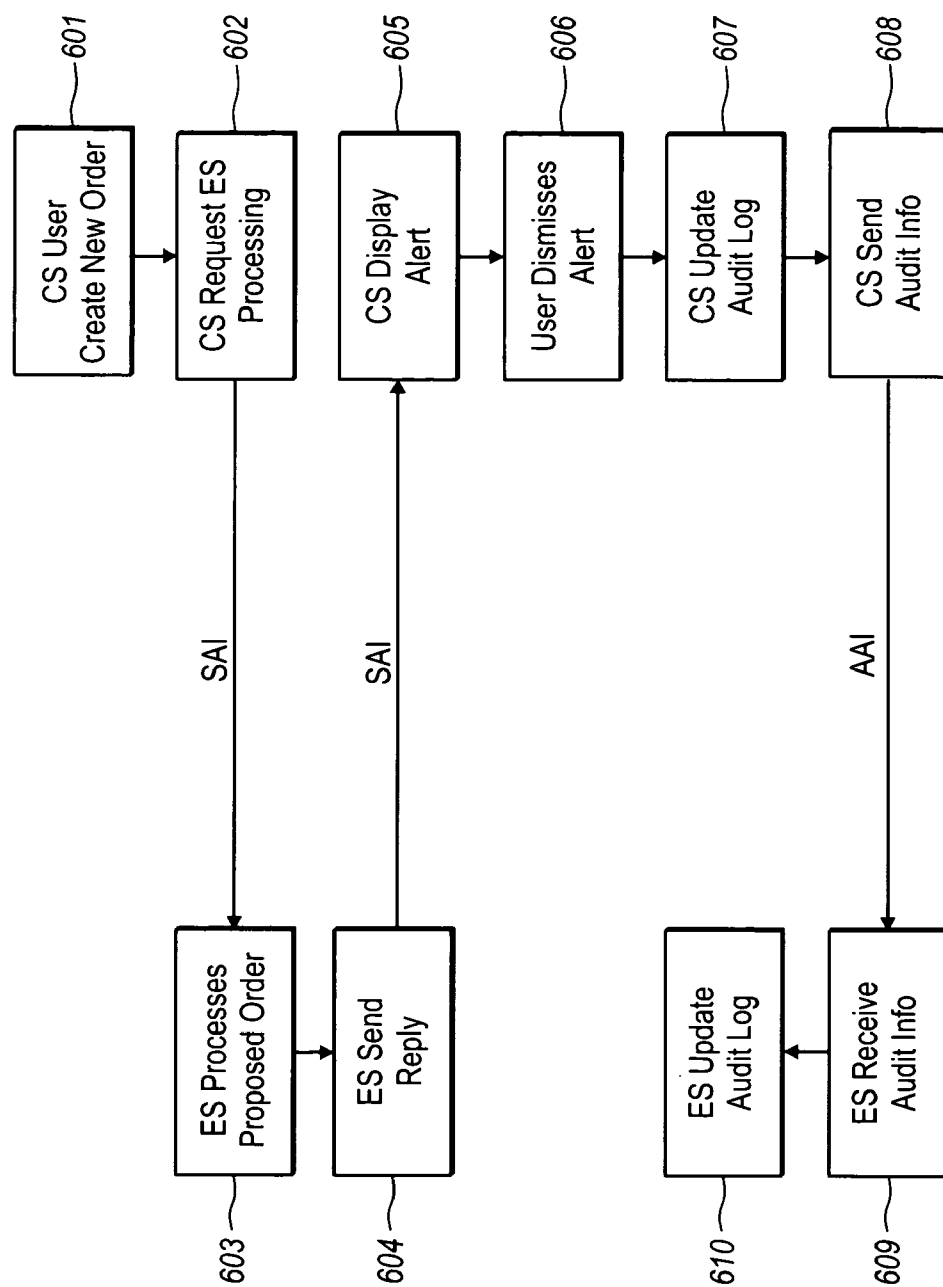 CS User
Create New Order
601
CS Request ES
Processing
602
SAI
ES Processes
Proposed Order
603
ES Send
Reply
604
SAI
CS Display
Alert
605
User Dismisses
Alert
606
CS Update
Audit Log
607
CS Send
Audit Info
608
AAI
ES Receive
Audit Info
609
ES Update
Audit Log
610